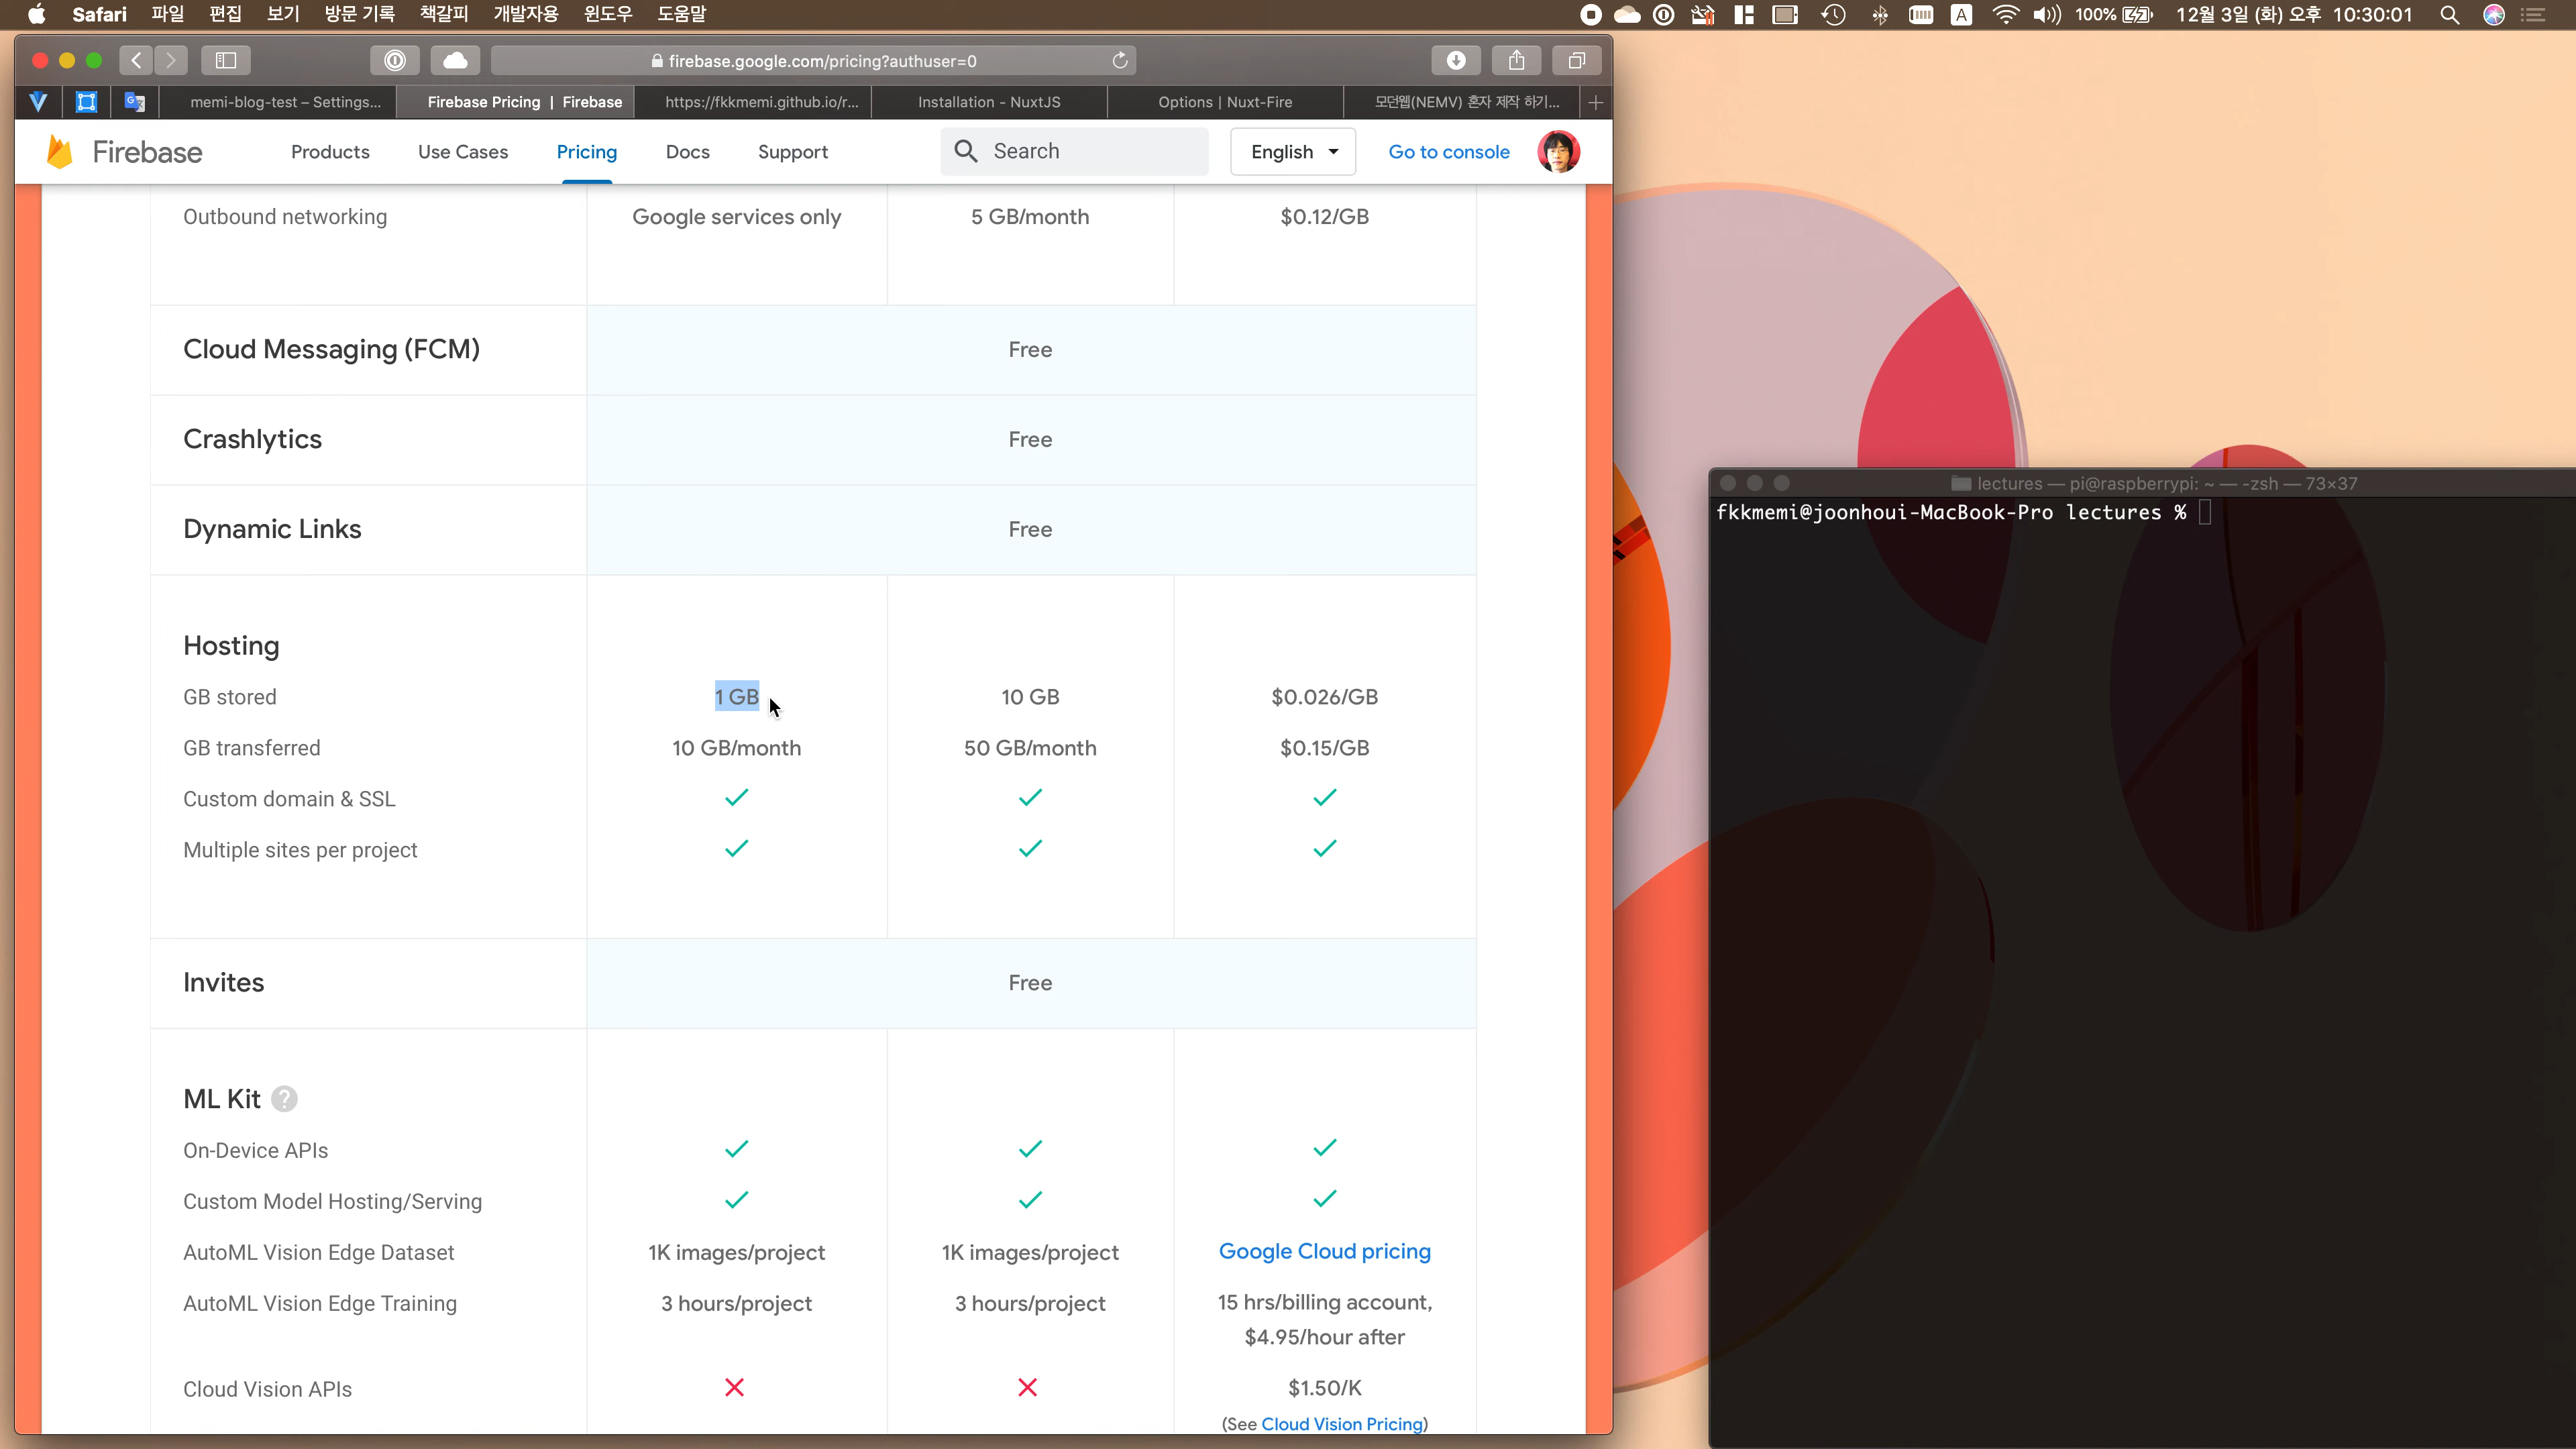 Safari 파일 편집 보기 방문 기록 책갈피 개발자용 윈도우 도움말
A 100% 12월 3일 (화) 오후 10:30:01
firebase.google.com/pricing?authuser=0
memi-blog-test – Settings...
Firebase Pricing | Firebase
https://fkkmemi.github.io/r...
Installation - NuxtJS
Options | Nuxt-Fire
모던웹(NEMV) 혼자 제작 하기...
Firebase
Products Use Cases Pricing Docs Support
Search
English
Go to console
Outbound networking Google services only 5 GB/month $0.12/GB
Cloud Messaging (FCM) Free
Crashlytics Free
Dynamic Links Free
Hosting
GB stored 1 GB 10 GB $0.026/GB
GB transferred 10 GB/month 50 GB/month $0.15/GB
Custom domain & SSL
Multiple sites per project
Invites Free
ML Kit ?
On-Device APIs
Custom Model Hosting/Serving
AutoML Vision Edge Dataset 1K images/project 1K images/project Google Cloud pricing
AutoML Vision Edge Training 3 hours/project 3 hours/project 15 hrs/billing account,
$4.95/hour after
Cloud Vision APIs $1.50/K
(See Cloud Vision Pricing)
lectures — pi@raspberrypi: ~ — -zsh — 73×37
fkkmemi@joonhoui-MacBook-Pro lectures %